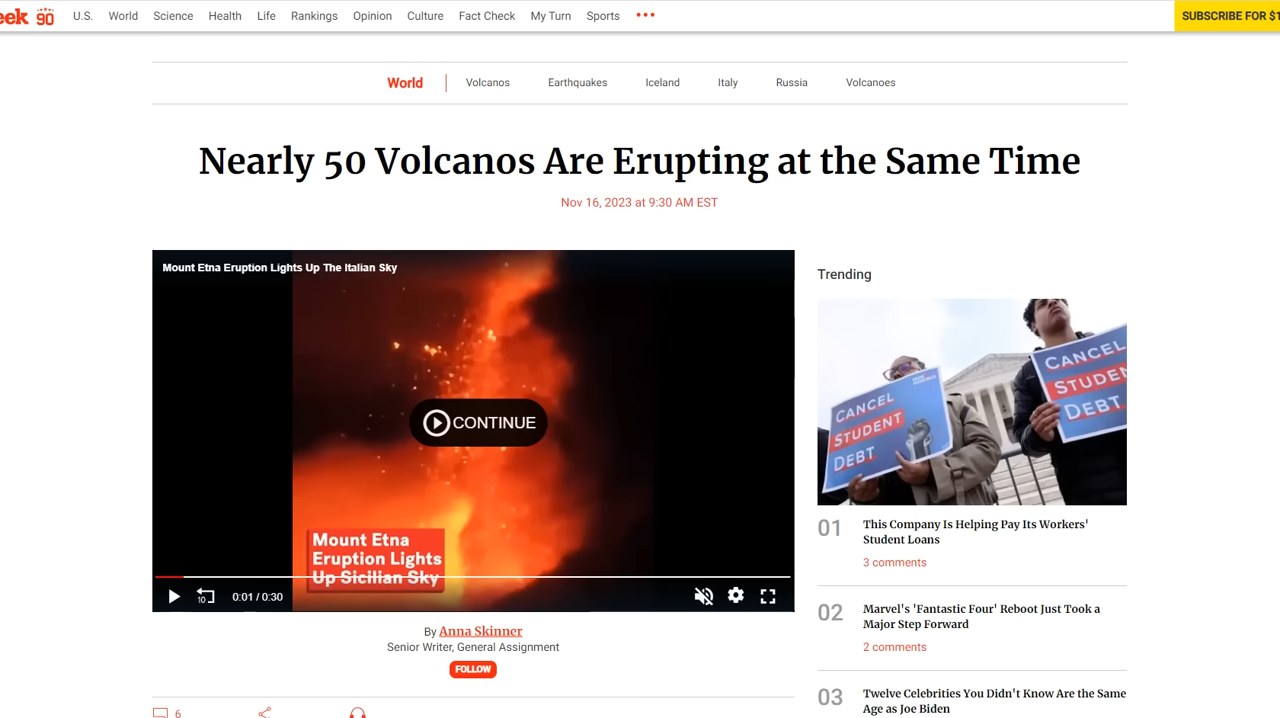 eek 90 U.S. World Science Health Life Rankings Opinion Culture Fact Check My Turn Sports SUBSCRIBE FOR $1
World Volcanos Earthquakes Iceland Italy Russia Volcanoes
Nearly 50 Volcanos Are Erupting at the Same Time
Nov 16, 2023 at 9:30 AM EST
Mount Etna Eruption Lights Up The Italian Sky
CONTINUE
Mount Etna
Eruption Lights
Up Sicilian Sky
10 0:01 / 0:30
By Anna Skinner
Senior Writer, General Assignment
FOLLOW
6
Trending
CANCEL
STUDENT
DEBT
CANCEL
STUDEN
DEBT
01 This Company Is Helping Pay Its Workers'
Student Loans
3 comments
02 Marvel's 'Fantastic Four' Reboot Just Took a
Major Step Forward
2 comments
03 Twelve Celebrities You Didn't Know Are the Same
Age as Joe Biden